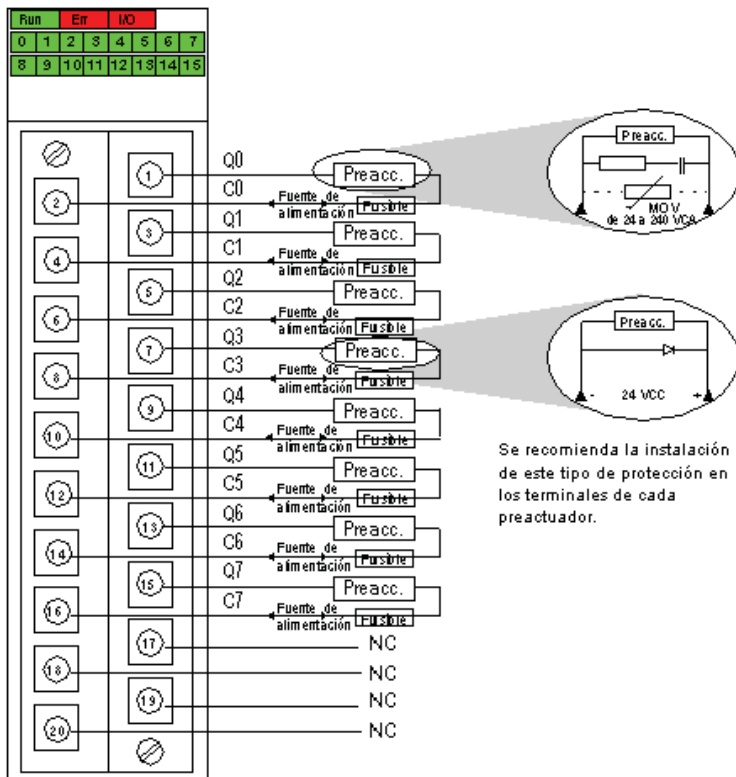 Run Err I/O
0 1 2 3 4 5 6 7
8 9 10 11 12 13 14 15
1 Q0 Preacc.
2 C0 Fuente de alimentación Fusible
3 Q1 Preacc.
4 C1 Fuente de alimentación Fusible
5 Q2 Preacc.
6 C2 Fuente de alimentación Fusible
7 Q3 Preacc.
8 C3 Fuente de alimentación Fusible
9 Q4 Preacc.
10 C4 Fuente de alimentación Fusible
11 Q5 Preacc.
12 C5 Fuente de alimentación Fusible
13 Q6 Preacc.
14 C6 Fuente de alimentación Fusible
15 Q7 Preacc.
16 C7 Fuente de alimentación Fusible
17 NC
18 NC
19 NC
20 NC
Preacc.
MOV
de 24 a 240 VCA
Preacc.
- 24 VCC +
Se recomienda la instalación
de este tipo de protección en
los terminales de cada
preactuador.